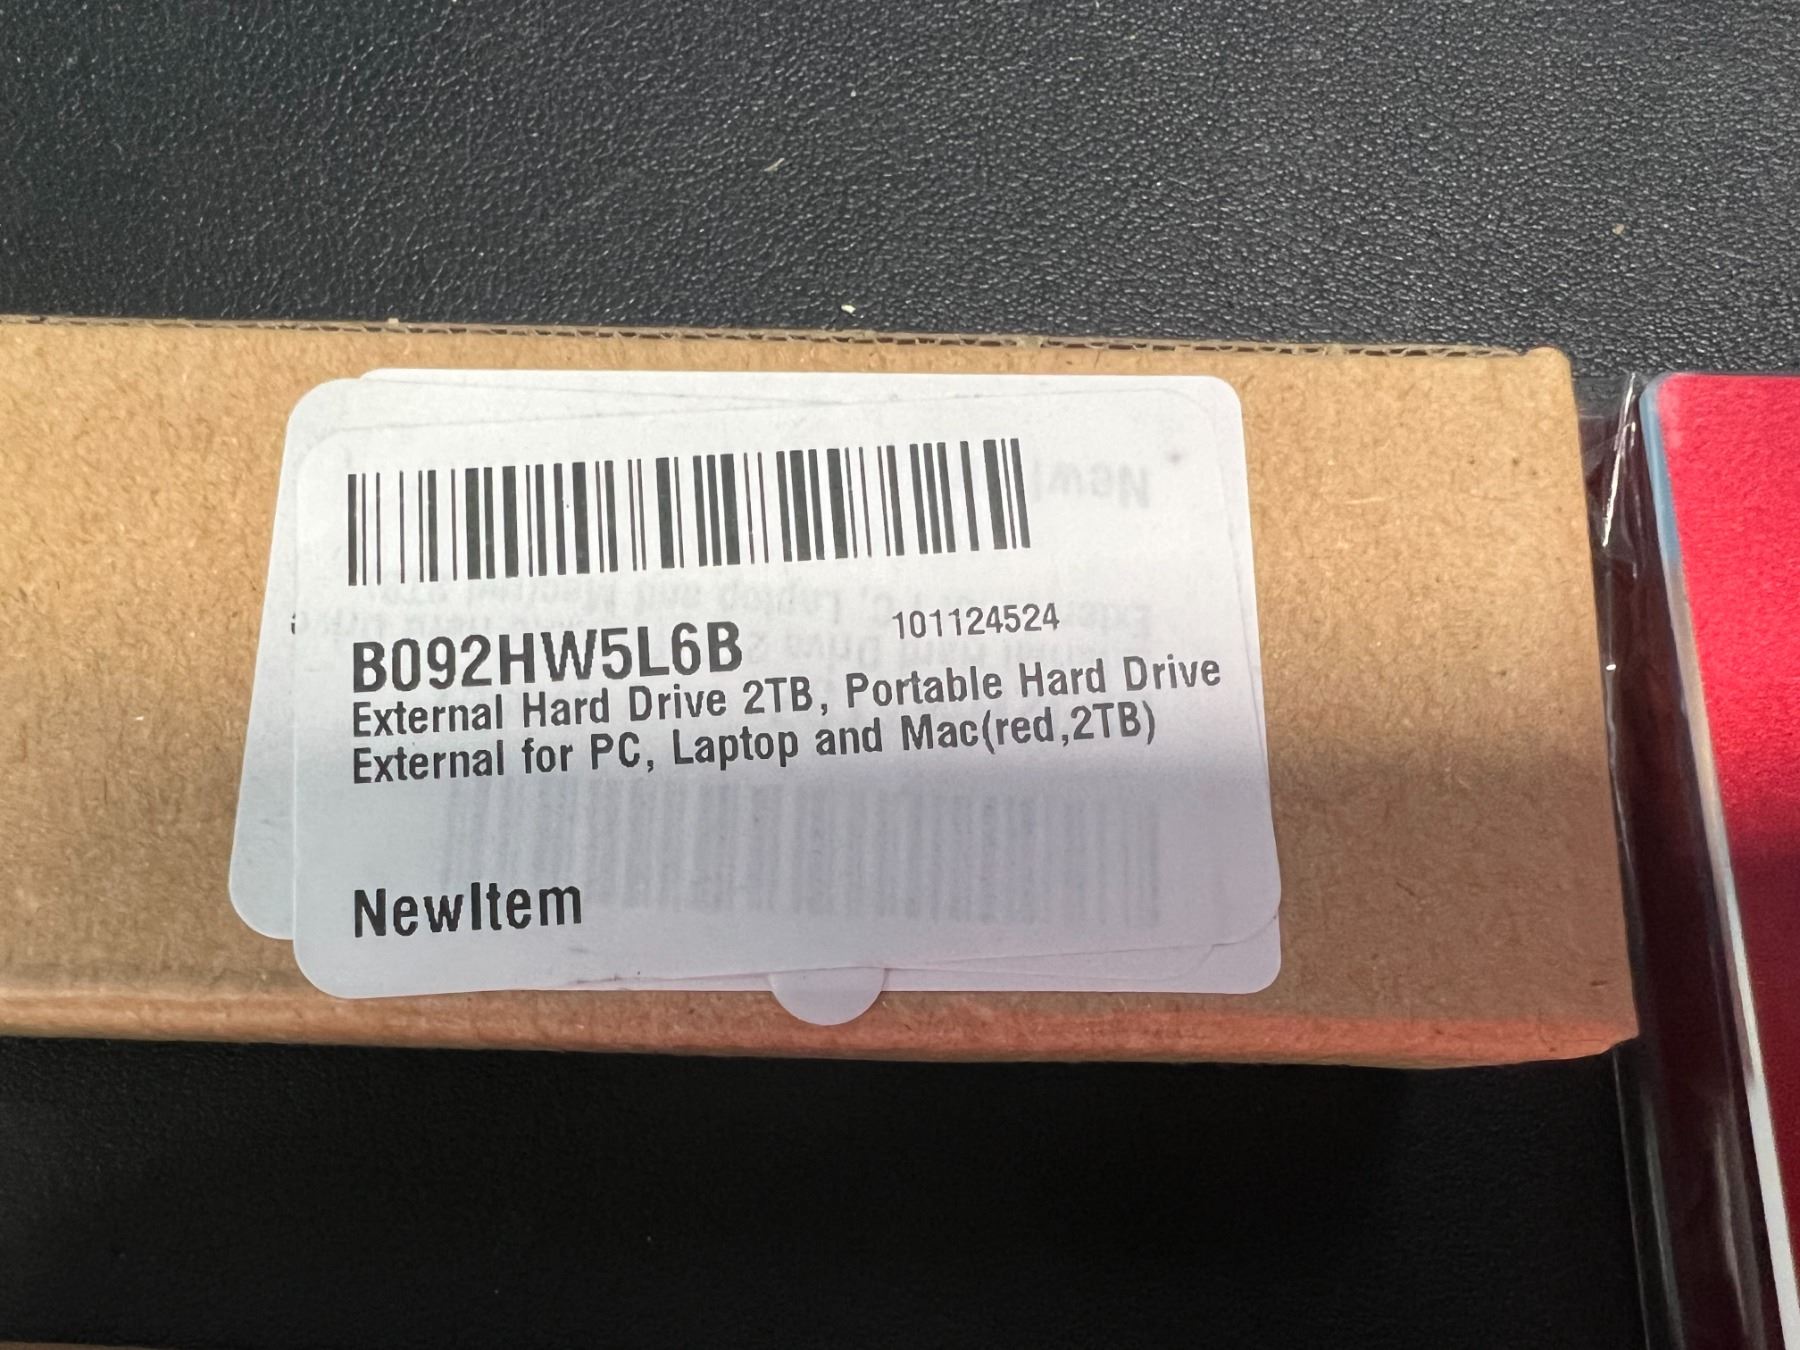 B092HW5L6B 101124524
External Hard Drive 2TB, Portable Hard Drive
External for PC, Laptop and Mac(red,2TB)
NewItem